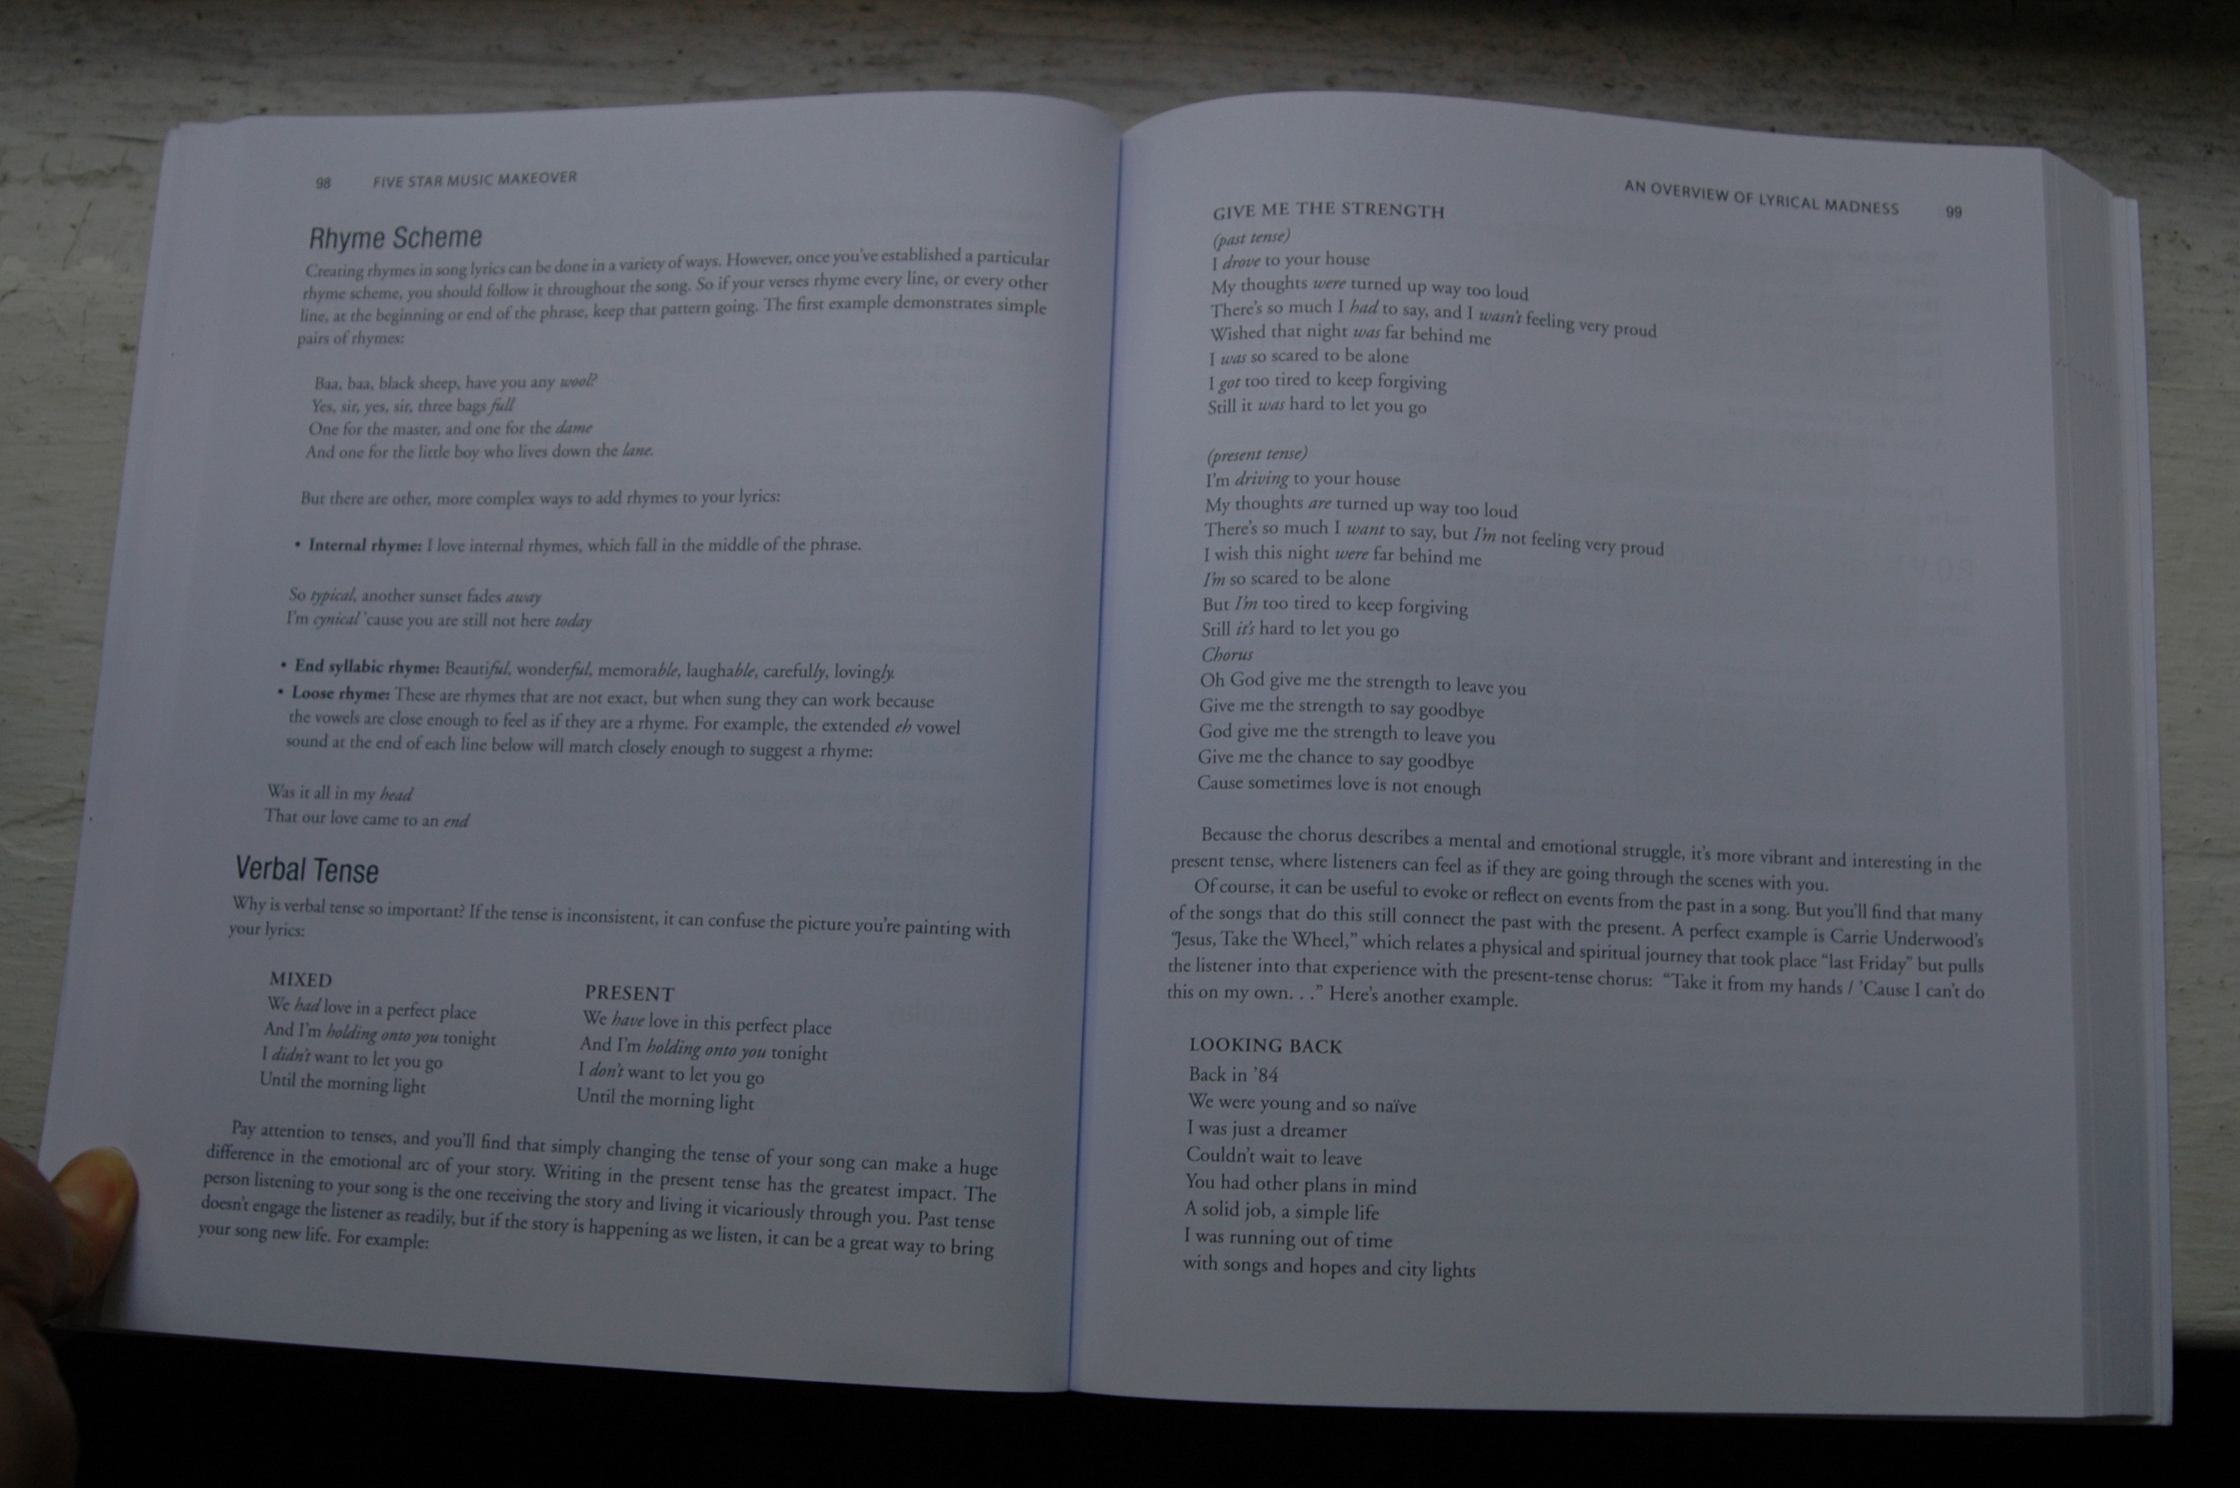 98 FIVE STAR MUSIC MAKEOVER
Rhyme Scheme
Creating rhymes in song lyrics can be done in a variety of ways. However, once you've established a particular
rhyme scheme, you should follow it throughout the song. So if your verses rhyme every line, or every other
line, at the beginning or end of the phrase, keep that pattern going. The first example demonstrates simple
pairs of rhymes:
Baa, baa, black sheep, have you any wool?
Yes, sir, yes, sir, three bags full
One for the master, and one for the dame
And one for the little boy who lives down the lane.
But there are other, more complex ways to add rhymes to your lyrics:
• Internal rhyme: I love internal rhymes, which fall in the middle of the phrase.
So typical, another sunset fades away
I'm cynical 'cause you are still not here today
• End syllabic rhyme: Beautiful, wonderful, memorable, laughable, carefully, lovingly.
• Loose rhyme: These are rhymes that are not exact, but when sung they can work because
the vowels are close enough to feel as if they are a rhyme. For example, the extended eh vowel
sound at the end of each line below will match closely enough to suggest a rhyme:
Was it all in my head
That our love came to an end
Verbal Tense
Why is verbal tense so important? If the tense is inconsistent, it can confuse the picture you're painting with
your lyrics:
MIXED
We had love in a perfect place
And I'm holding onto you tonight
I didn't want to let you go
Until the morning light
PRESENT
We have love in this perfect place
And I'm holding onto you tonight
I don't want to let you go
Until the morning light
Pay attention to tenses, and you'll find that simply changing the tense of your song can make a huge
difference in the emotional arc of your story. Writing in the present tense has the greatest impact. The
person listening to your song is the one receiving the story and living it vicariously through you. Past tense
doesn't engage the listener as readily, but if the story is happening as we listen, it can be a great way to bring
your song new life. For example:
AN OVERVIEW OF LYRICAL MADNESS 99
GIVE ME THE STRENGTH
(past tense)
I drove to your house
My thoughts were turned up way too loud
There's so much I had to say, and I wasn't feeling very proud
Wished that night was far behind me
I was so scared to be alone
I got too tired to keep forgiving
Still it was hard to let you go
(present tense)
I'm driving to your house
My thoughts are turned up way too loud
There's so much I want to say, but I'm not feeling very proud
I wish this night were far behind me
I'm so scared to be alone
But I'm too tired to keep forgiving
Still it's hard to let you go
Chorus
Oh God give me the strength to leave you
Give me the strength to say goodbye
God give me the strength to leave you
Give me the chance to say goodbye
Cause sometimes love is not enough
Because the chorus describes a mental and emotional struggle, it's more vibrant and interesting in the
present tense, where listeners can feel as if they are going through the scenes with you.
Of course, it can be useful to evoke or reflect on events from the past in a song. But you'll find that many
of the songs that do this still connect the past with the present. A perfect example is Carrie Underwood's
"Jesus, Take the Wheel," which relates a physical and spiritual journey that took place "last Friday" but pulls
the listener into that experience with the present-tense chorus: "Take it from my hands / 'Cause I can't do
this on my own. . ." Here's another example.
LOOKING BACK
Back in '84
We were young and so naïve
I was just a dreamer
Couldn't wait to leave
You had other plans in mind
A solid job, a simple life
I was running out of time
with songs and hopes and city lights